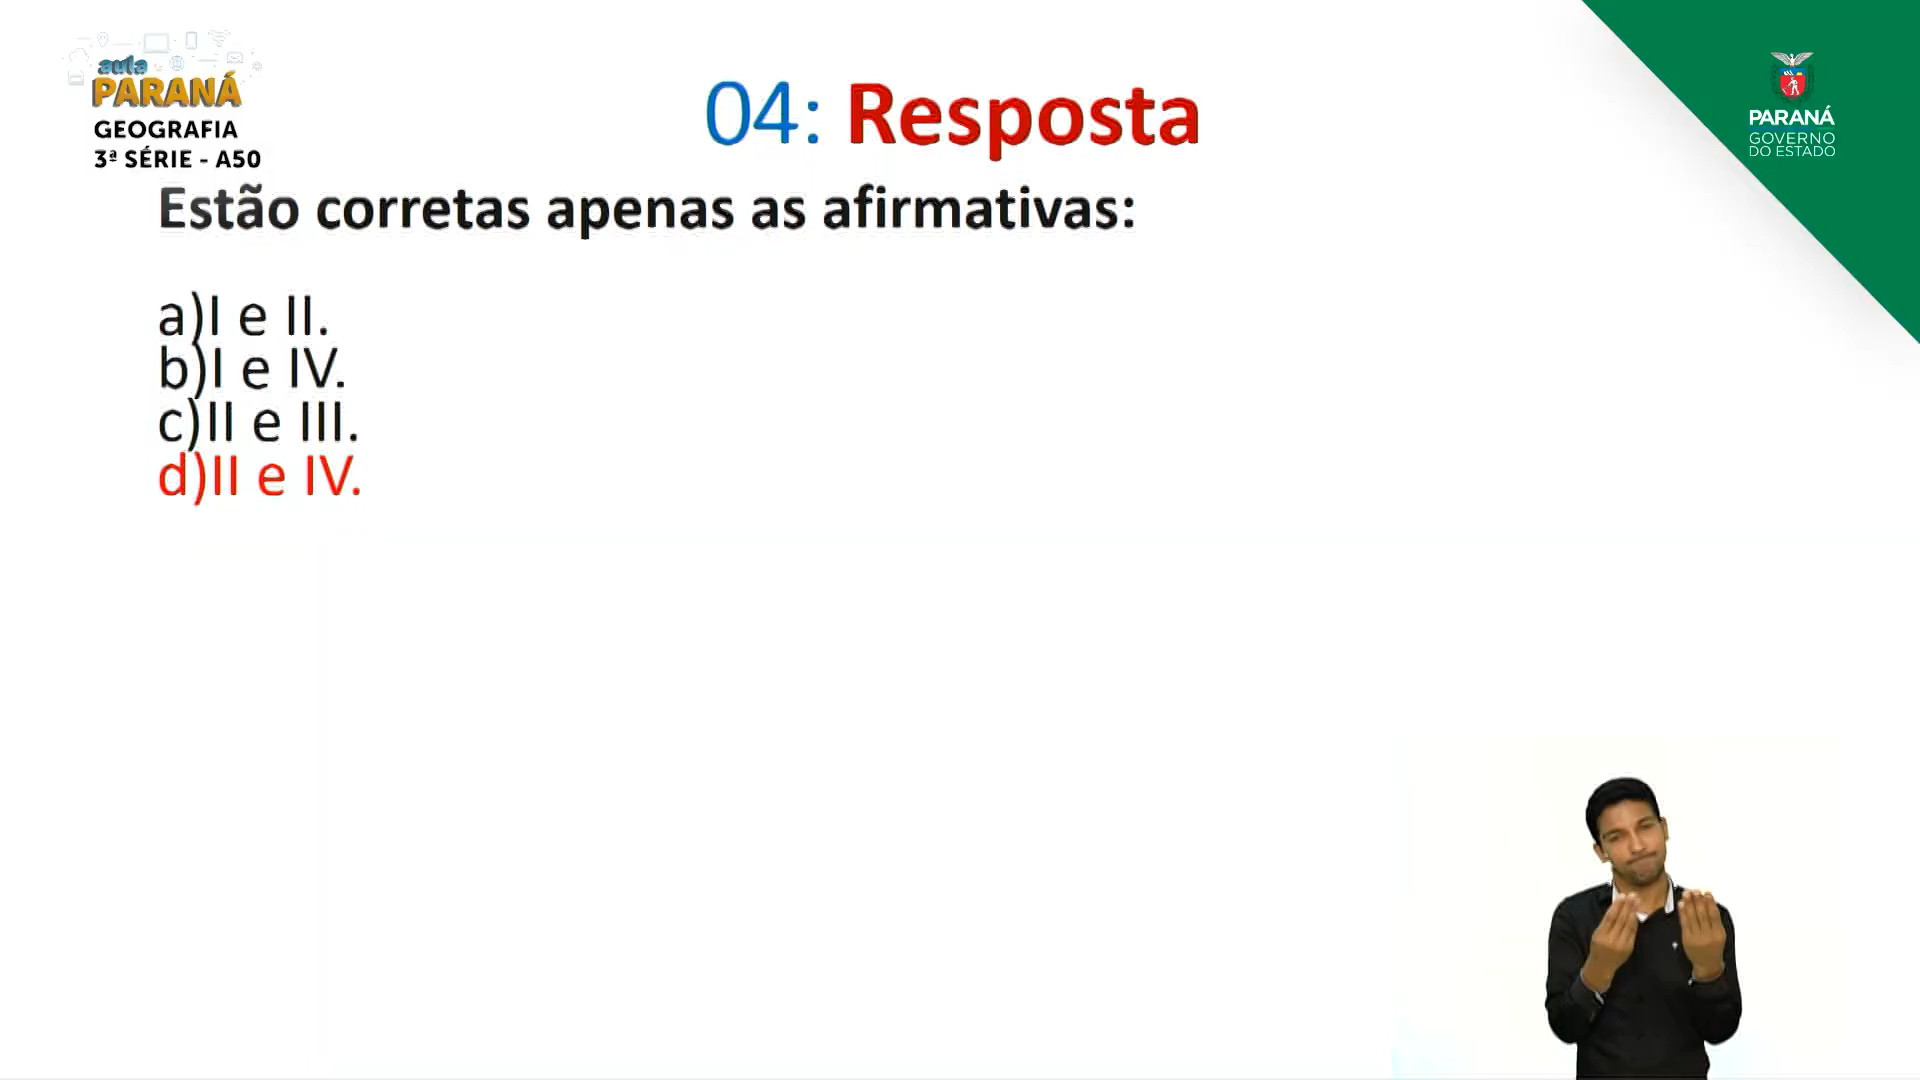 aula
PARANÁ
GEOGRAFIA
3ª SÉRIE - A50
04: Resposta
PARANÁ
GOVERNO
DO ESTADO
Estão corretas apenas as afirmativas:
a)I e II.
b)I e IV.
c)II e III.
d)II e IV.